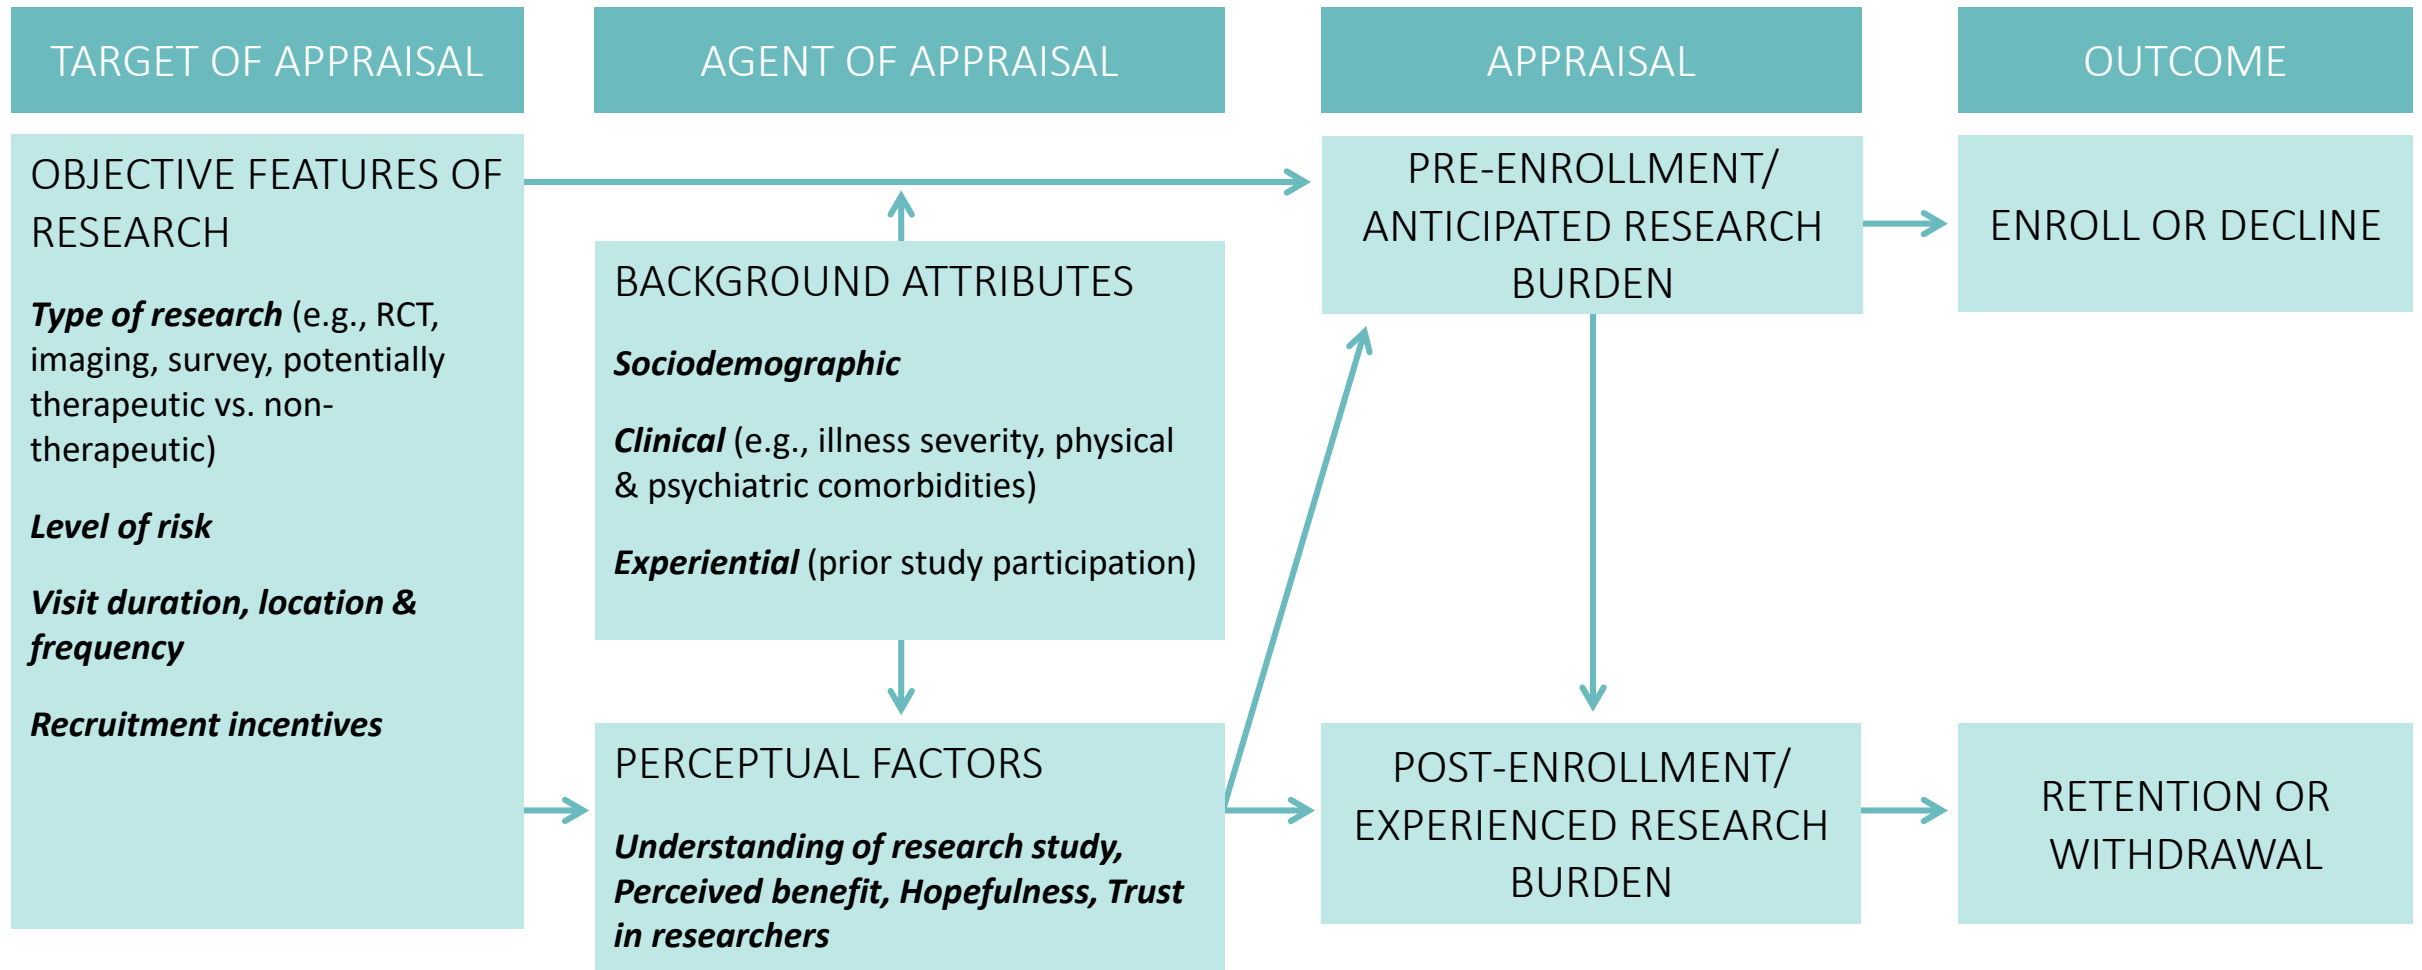 TARGET OF APPRAISAL
AGENT OF APPRAISAL
APPRAISAL
OUTCOME
OBJECTIVE FEATURES OF
RESEARCH
Type of research (e.g., RCT,
imaging, survey, potentially
therapeutic vs. non-
therapeutic)
Level of risk
Visit duration, location &
frequency
Recruitment incentives
BACKGROUND ATTRIBUTES
Sociodemographic
Clinical (e.g., illness severity, physical
& psychiatric comorbidities)
Experiential (prior study participation)
PERCEPTUAL FACTORS
Understanding of research study,
Perceived benefit, Hopefulness, Trust
in researchers
PRE-ENROLLMENT/
ANTICIPATED RESEARCH
BURDEN
POST-ENROLLMENT/
EXPERIENCED RESEARCH
BURDEN
ENROLL OR DECLINE
RETENTION OR
WITHDRAWAL